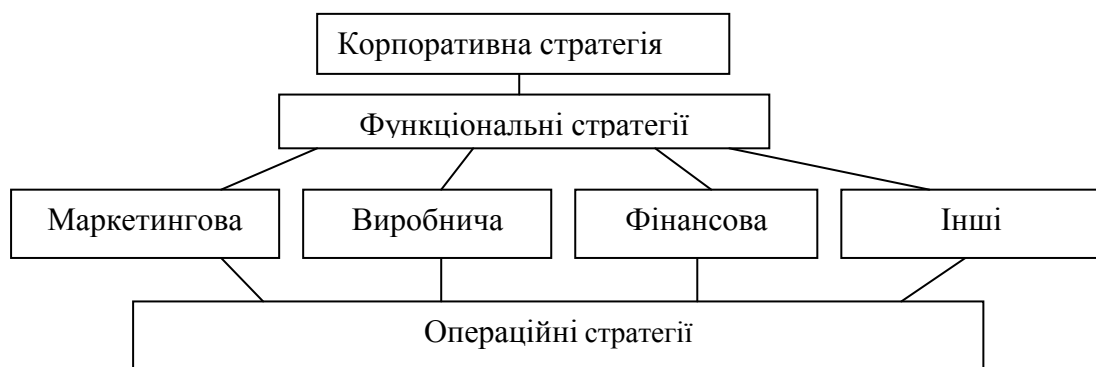 Корпоративна стратегія
Функціональні стратегії
Маркетингова
Виробнича
Фінансова
Інші
Операційні стратегії